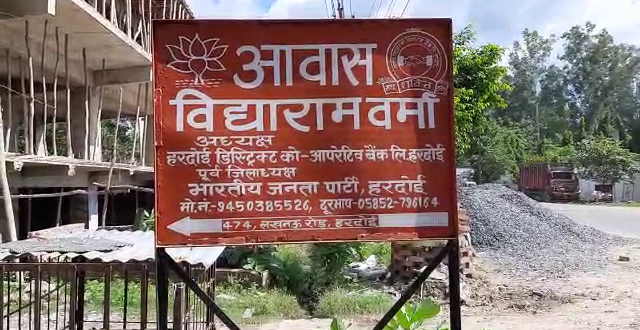 आवास
विद्याराम वर्मा
अध्यक्ष
हरदोई डिस्ट्रिक्ट को-आपरेटिव बैंक लि. हरदोई
पूर्व जिलाध्यक्ष
भारतीय जनता पार्टी, हरदोई
मो.नं.-9450385526, दूरभाष-05852-796164
474, लखनऊ रोड, हरदोई